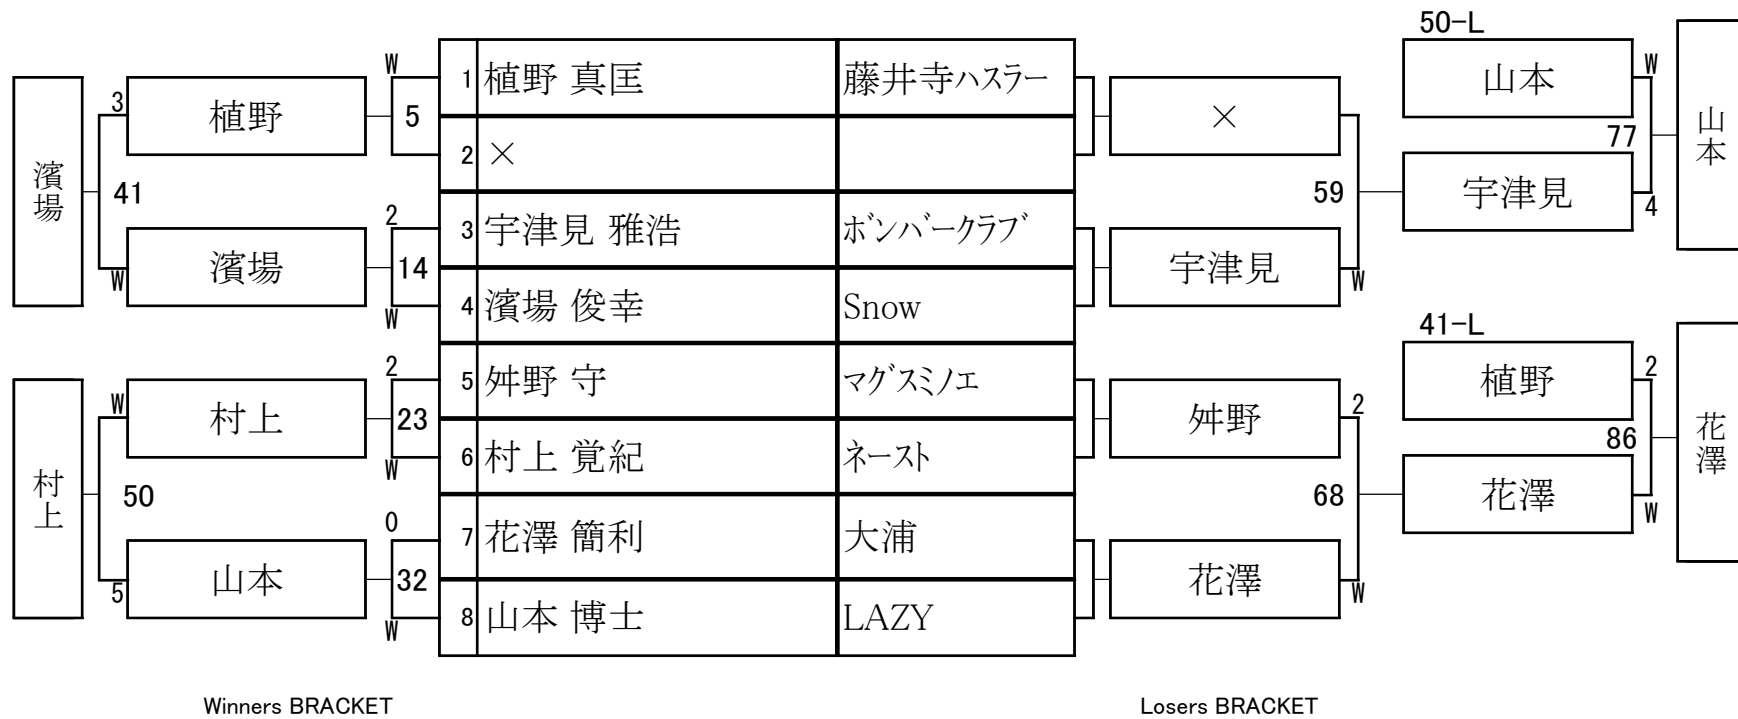 50-L
W 1 植野 真匡 藤井寺ハスラー 山本 W
3 植野 5 × 77 山本
2 ×
濱場 41 59 宇津見 4
2 3 宇津見 雅浩 ボンバークラブ
濱場 14 宇津見
W W 4 濱場 俊幸 Snow W
41-L
2 5 舛野 守 マグスミノエ 植野 2
W 村上 23 舛野 2
W 6 村上 覚紀 ネースト 86 花澤
村上 50 68 花澤 W
0 7 花澤 簡利 大浦
5 山本 32 花澤 W
W 8 山本 博士 LAZY
Winners BRACKET Losers BRACKET